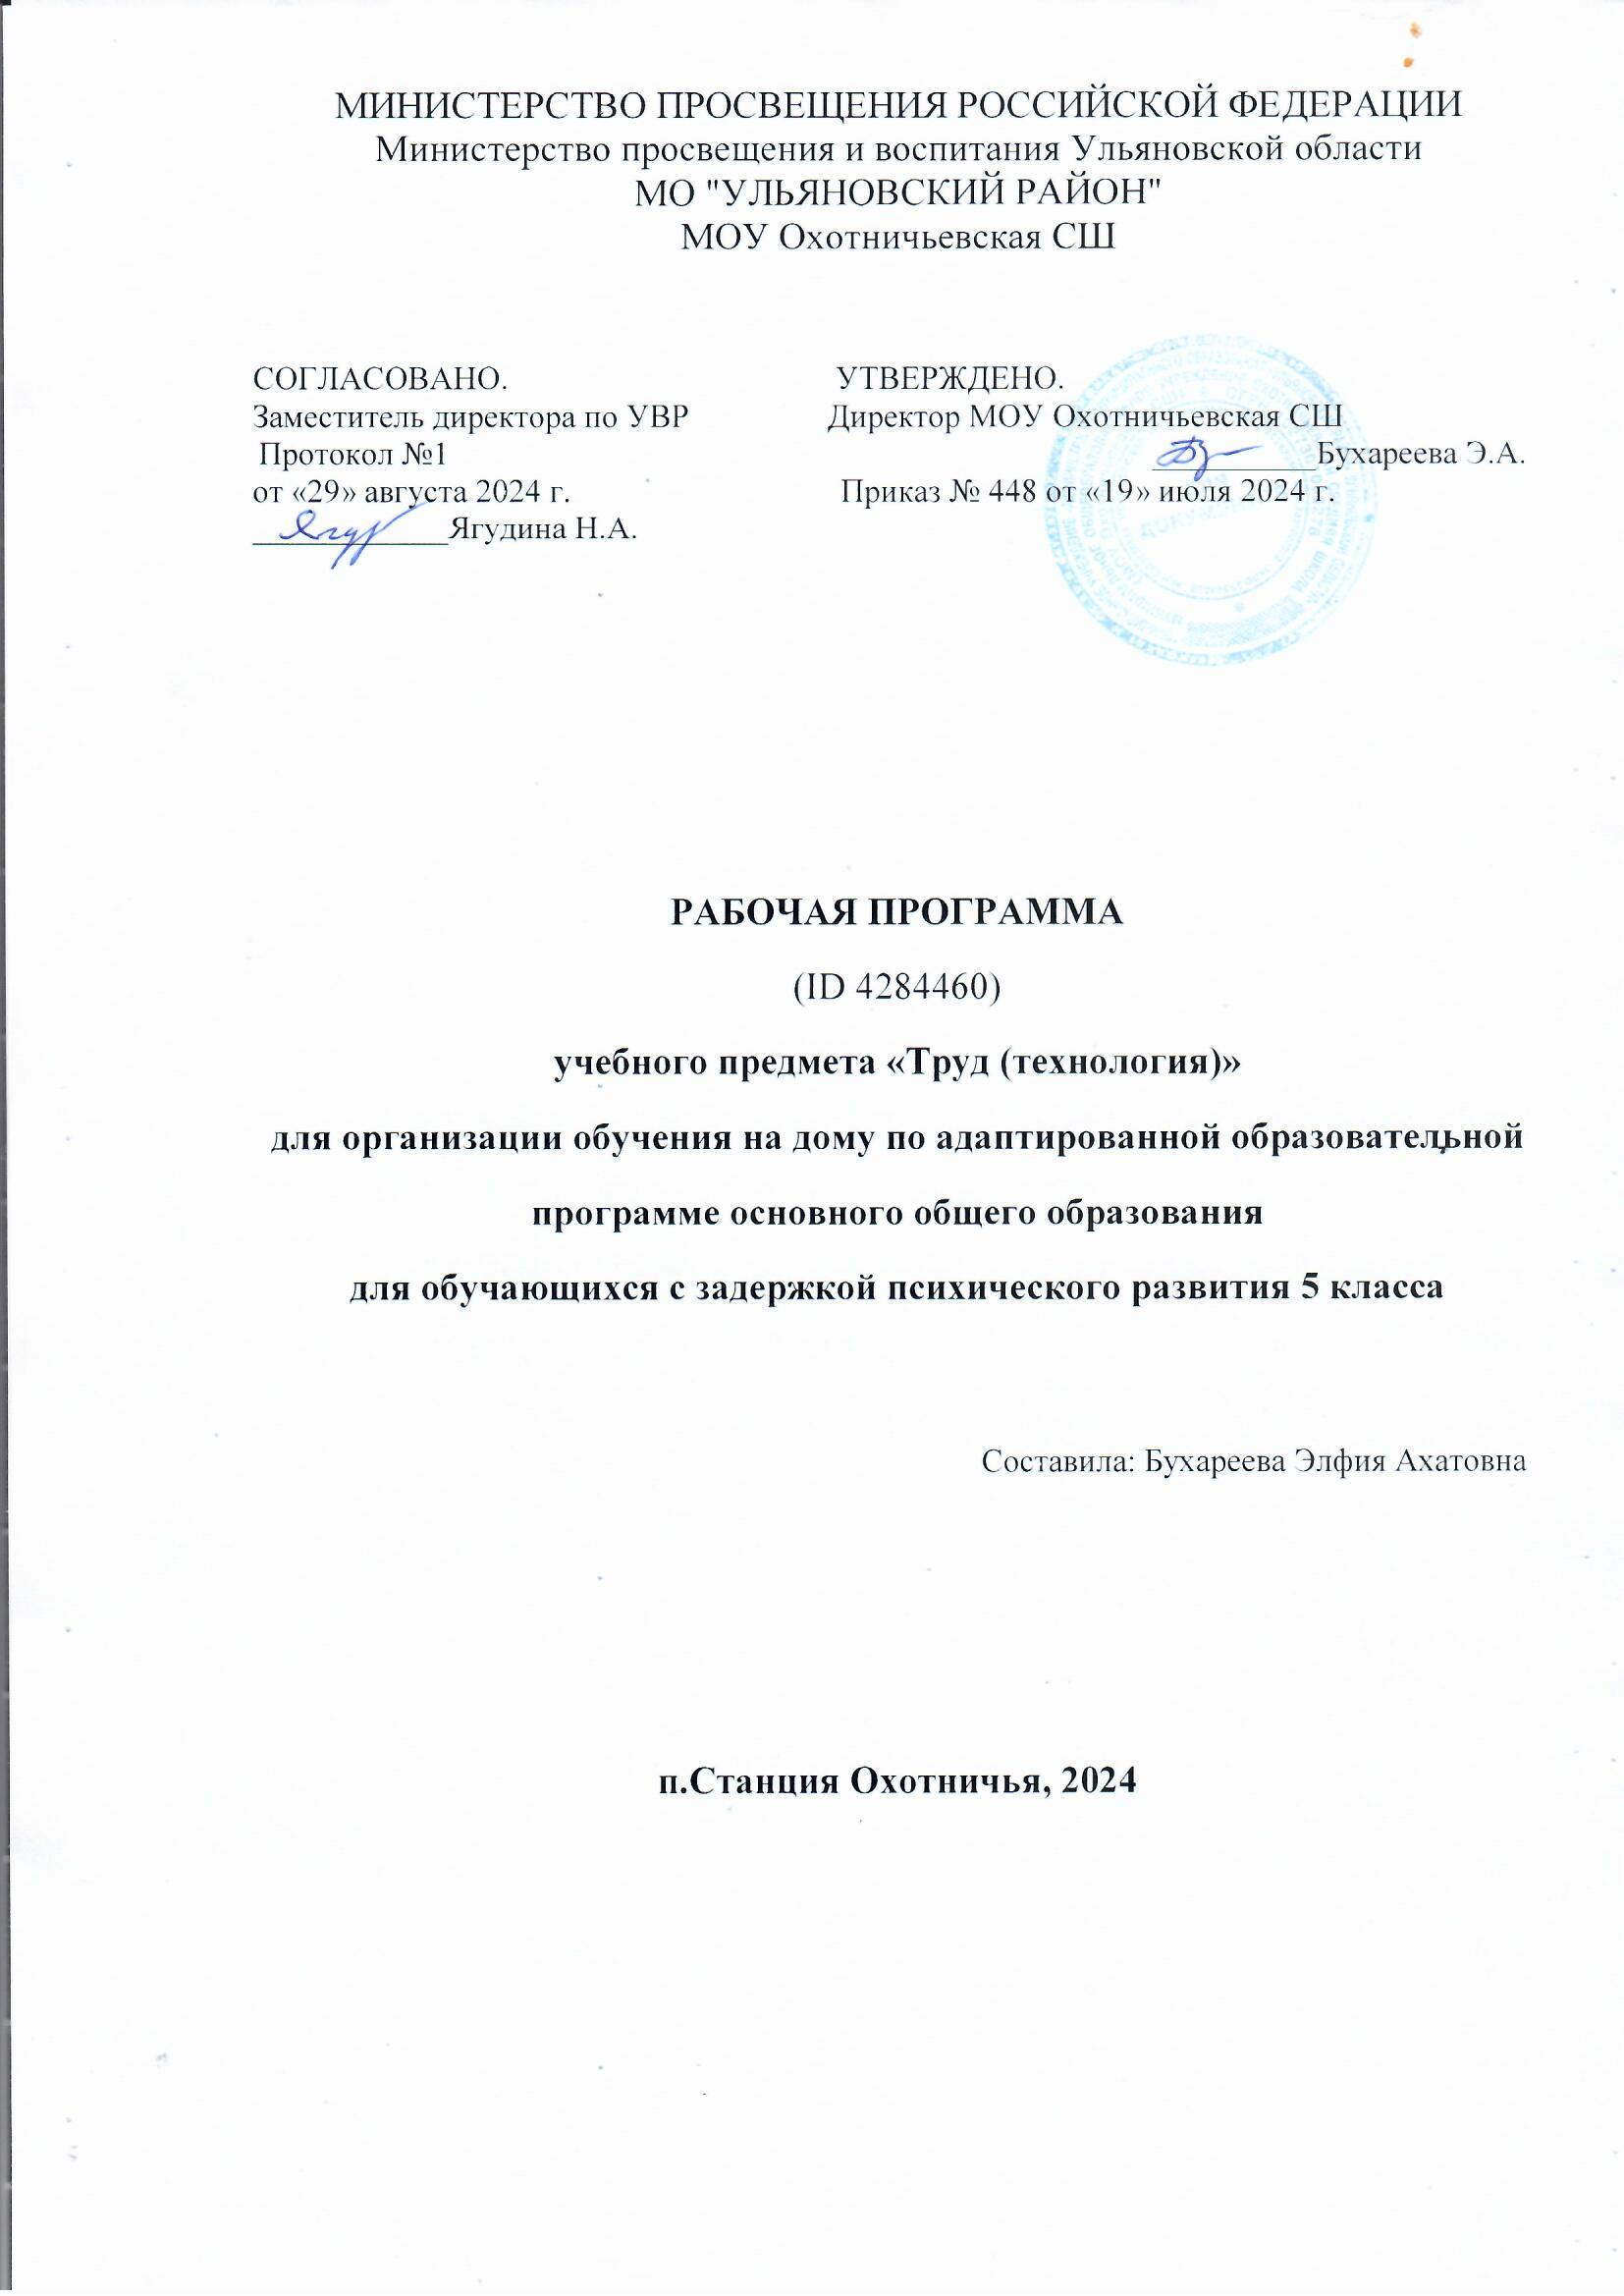 МИНИСТЕРСТВО ПРОСВЕЩЕНИЯ РОССИЙСКОЙ ФЕДЕРАЦИИ
Министерство просвещения и воспитания Ульяновской области
МО "УЛЬЯНОВСКИЙ РАЙОН"
МОУ Охотничьевская СШ
СОГЛАСОВАНО.
Заместитель директора по УВР
Протокол №1
от «29» августа 2024 г.
Ягудина Н.А.
УТВЕРЖДЕНО.
Директор МОУ Охотничьевская СШ
Бухареева Э.А.
Приказ № 448 от «19» июля 2024 г.
РАБОЧАЯ ПРОГРАММА
(ID 4284460)
учебного предмета «Труд (технология)»
для организации обучения на дому по адаптированной образовательной
программе основного общего образования
для обучающихся с задержкой психического развития 5 класса
Составила: Бухареева Элфия Ахатовна
п.Станция Охотничья, 2024